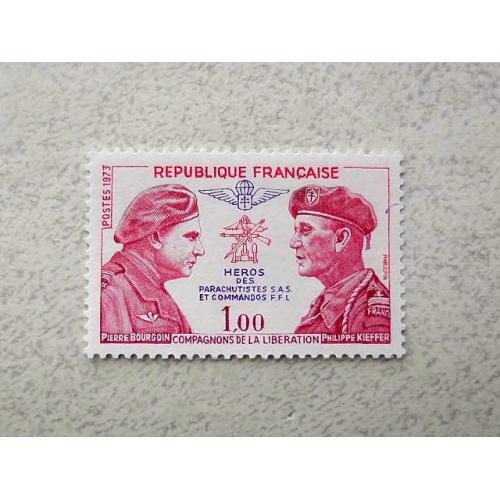 REPUBLIQUE FRANÇAISE
POSTES 1973
HEROS
DES
PARACHUTISTES S.A.S.
ET COMMANDOS F.F.L
1,00
PIERRE BOURGOIN COMPAGNONS DE LA LIBERATION PHILIPPE KIEFFER
FRANC